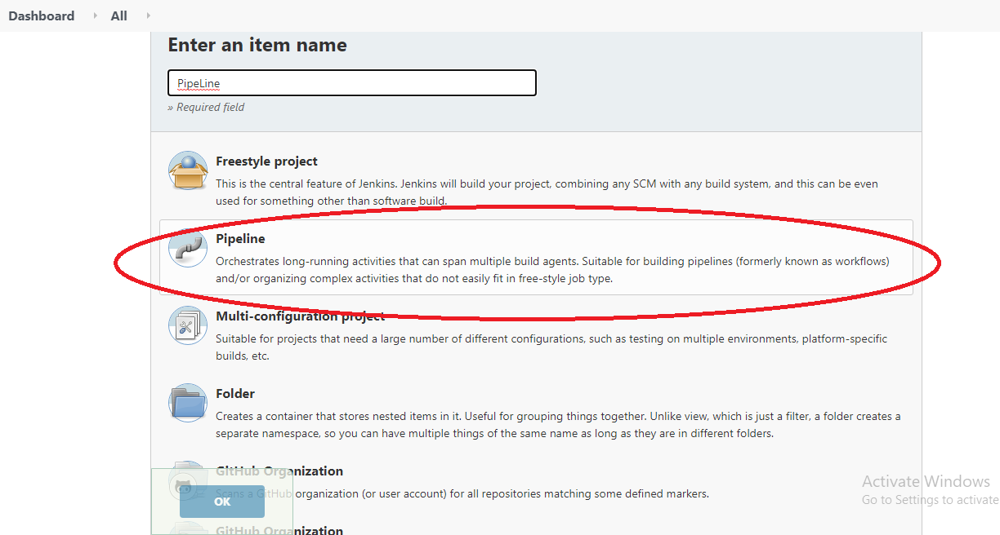 Dashboard All
Enter an item name
PipeLine
» Required field
Freestyle project
This is the central feature of Jenkins. Jenkins will build your project, combining any SCM with any build system, and this can be even
used for something other than software build.
Pipeline
Orchestrates long-running activities that can span multiple build agents. Suitable for building pipelines (formerly known as workflows)
and/or organizing complex activities that do not easily fit in free-style job type.
Multi-configuration project
Suitable for projects that need a large number of different configurations, such as testing on multiple environments, platform-specific
builds, etc.
Folder
Creates a container that stores nested items in it. Useful for grouping things together. Unlike view, which is just a filter, a folder creates a
separate namespace, so you can have multiple things of the same name as long as they are in different folders.
GitHub Organization
Scans a GitHub organization (or user account) for all repositories matching some defined markers.
OK
GitHub Organization
Activate Windows
Go to Settings to activate